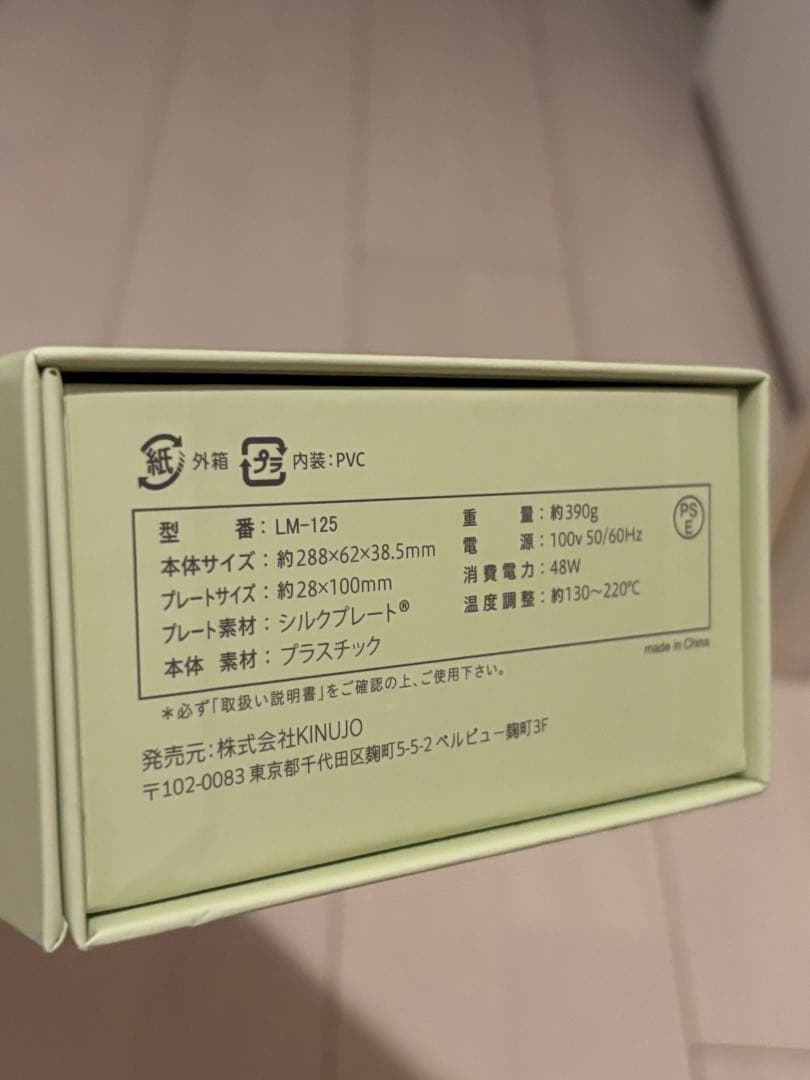 紙 外箱 プラ 内装：PVC
型　　番：LM-125
本体サイズ：約288×62×38.5mm
プレートサイズ：約28×100mm
プレート素材：シルクプレート®
本体 素材：プラスチック
重　　量：約390g
電　　源：100v 50/60Hz
消費電力：48W
温度調整：約130～220℃
PS
E
made in China
＊必ず「取扱い説明書」をご確認の上、ご使用下さい。
発売元：株式会社KINUJO
〒102-0083 東京都千代田区麹町5-5-2 ベルビュー麹町3F